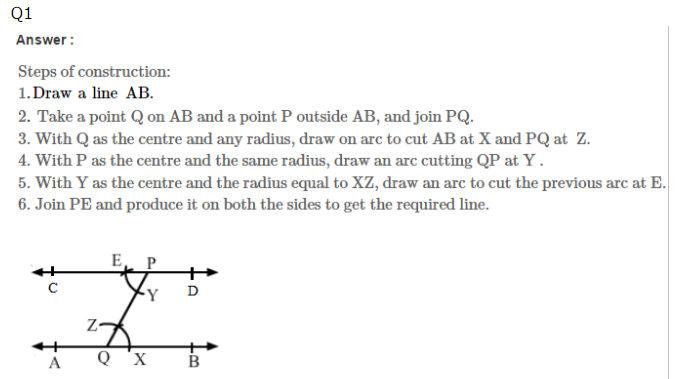 Q1
Answer :
Steps of construction:
1. Draw a line AB.
2. Take a point Q on AB and a point P outside AB, and join PQ.
3. With Q as the centre and any radius, draw on arc to cut AB at X and PQ at Z.
4. With P as the centre and the same radius, draw an arc cutting QP at Y .
5. With Y as the centre and the radius equal to XZ, draw an arc to cut the previous arc at E.
6. Join PE and produce it on both the sides to get the required line.
E P
C Y D
Z
A Q X B